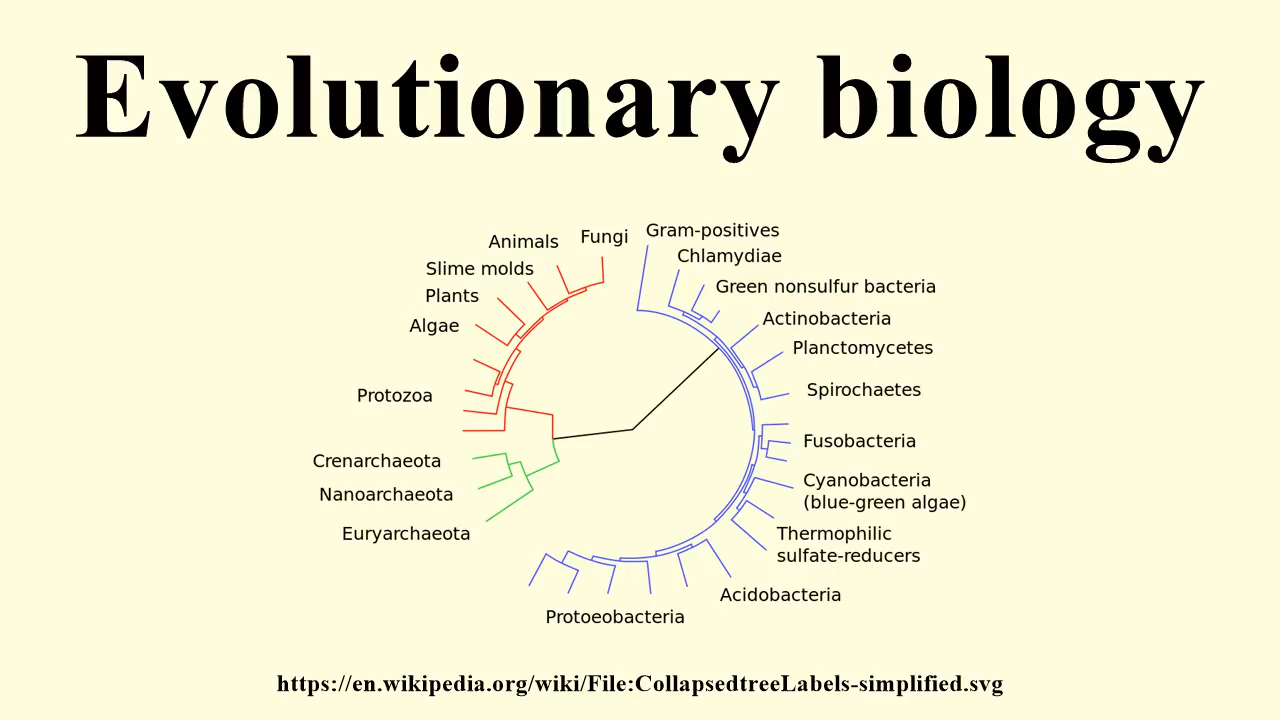 Evolutionary biology
Fungi
Animals
Slime molds
Plants
Algae
Protozoa
Crenarchaeota
Nanoarchaeota
Euryarchaeota
Gram-positives
Chlamydiae
Green nonsulfur bacteria
Actinobacteria
Planctomycetes
Spirochaetes
Fusobacteria
Cyanobacteria
(blue-green algae)
Thermophilic
sulfate-reducers
Acidobacteria
Protoeobacteria
https://en.wikipedia.org/wiki/File:CollapsedtreeLabels-simplified.svg